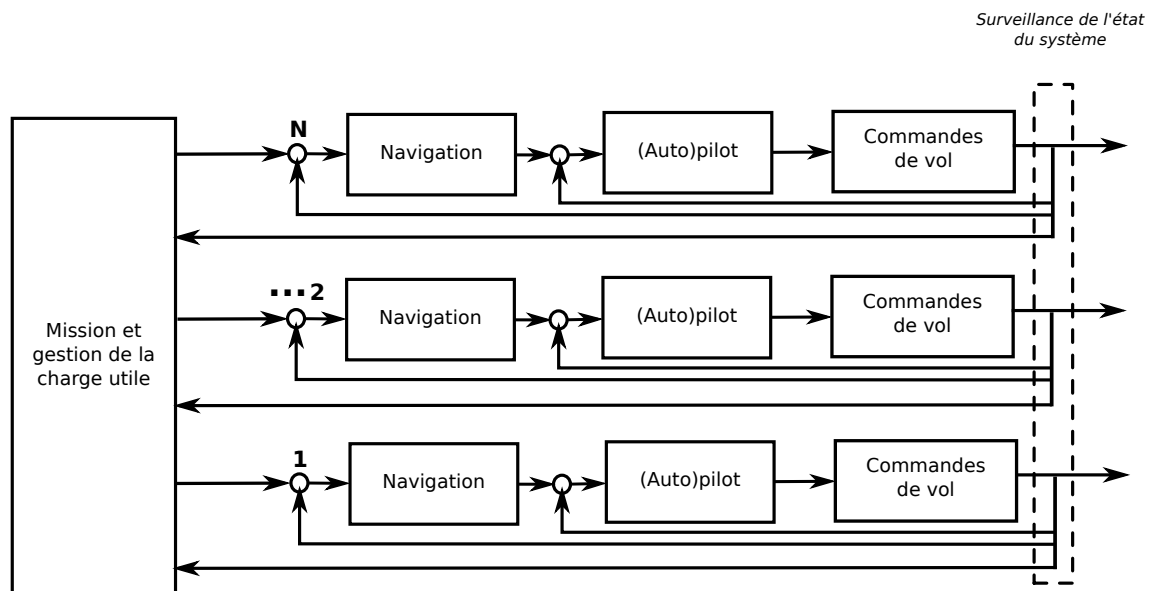 Surveillance de l'état
du système
N
Navigation
(Auto)pilot
Commandes
de vol
...2
Navigation
(Auto)pilot
Commandes
de vol
Mission et
gestion de la
charge utile
1
Navigation
(Auto)pilot
Commandes
de vol